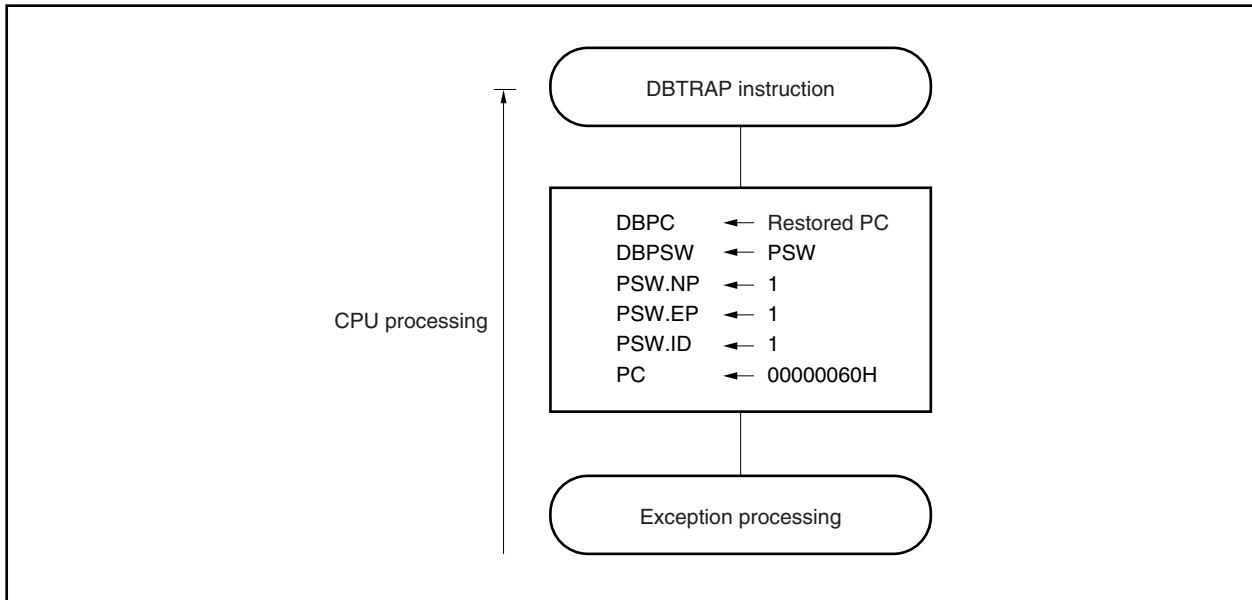 DBTRAP instruction
DBPC ← Restored PC
DBPSW ← PSW
PSW.NP ← 1
PSW.EP ← 1
PSW.ID ← 1
PC ← 00000060H
CPU processing
Exception processing